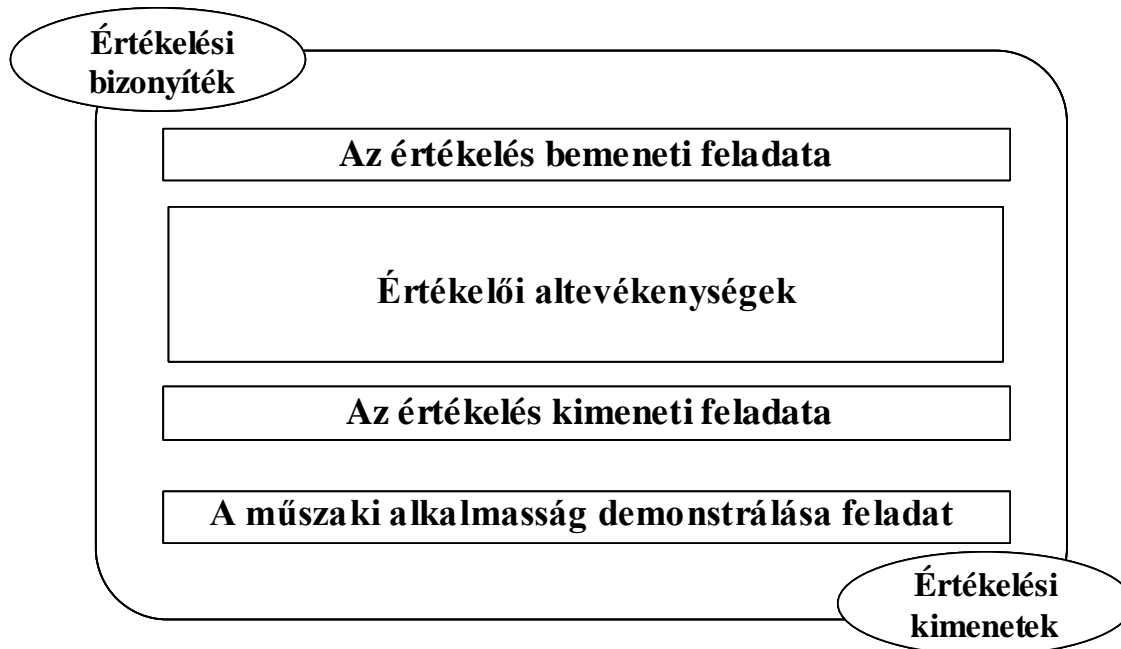 Értékelési
bizonyíték
Az értékelés bemeneti feladata
Értékelői altevékenységek
Az értékelés kimeneti feladata
A műszaki alkalmasság demonstrálása feladat
Értékelési
kimenetek